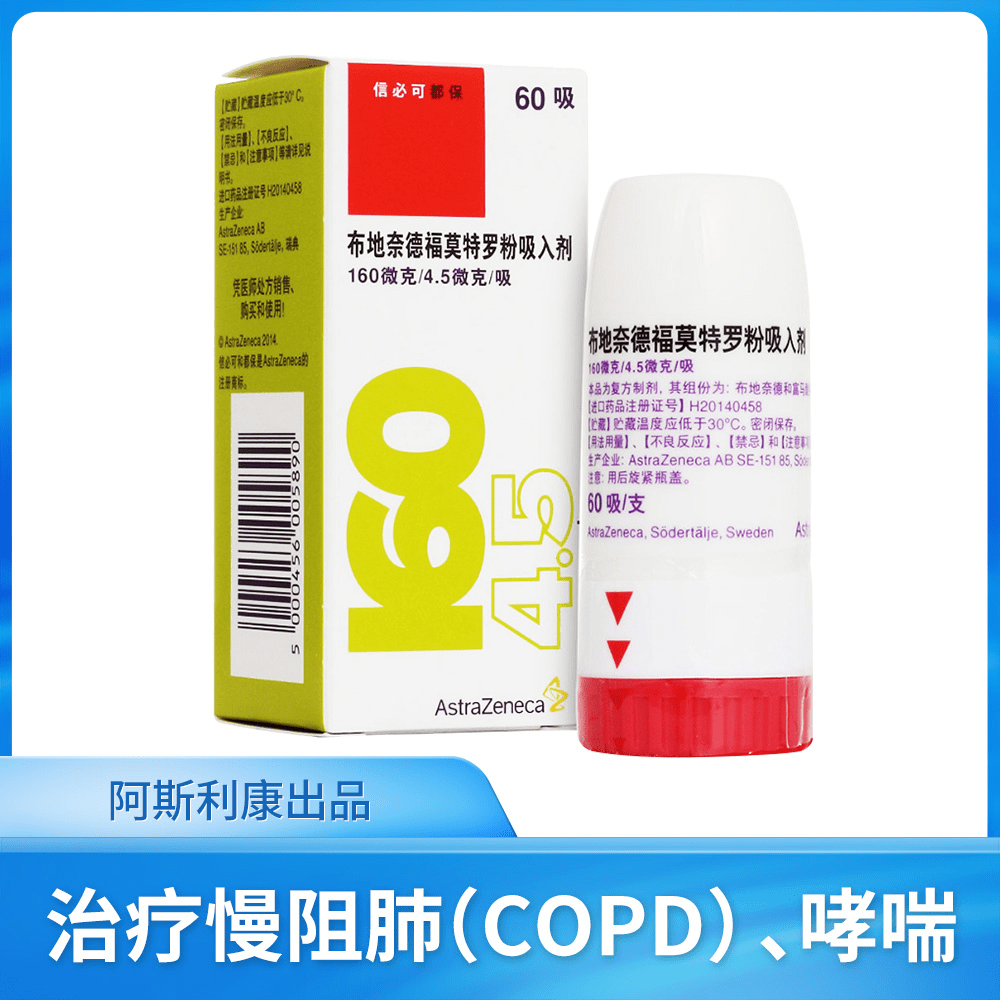 【贮藏】贮藏温度应低于30°C。
密闭保存。
【用法用量】、【不良反应】、
【禁忌】和【注意事项】等请详见说
明书。
进口药品注册证号 H20140458
生产企业:
AstraZeneca AB
SE-151 85, Södertälje, 瑞典
凭医师处方销售、
购买和使用!
© AstraZeneca 2014.
信必可和都保是AstraZeneca的
注册商标。
5 000456 005890
信必可都保
60 吸
布地奈德福莫特罗粉吸入剂
160微克/4.5微克/吸
160
4.5
AstraZeneca
布地奈德福莫特罗粉吸入剂
160微克/4.5微克/吸
本品为复方制剂，其组份为：布地奈德和富马
【进口药品注册证号】H20140458
【贮藏】贮藏温度应低于30°C。密闭保存。
【用法用量】、【不良反应】、【禁忌】和【注意事项
生产企业: AstraZeneca AB SE-151 85, Söde
注意: 用后旋紧瓶盖。
60 吸/支
AstraZeneca, Södertälje, Sweden
Ast
阿斯利康出品
治疗慢阻肺（COPD）、哮喘